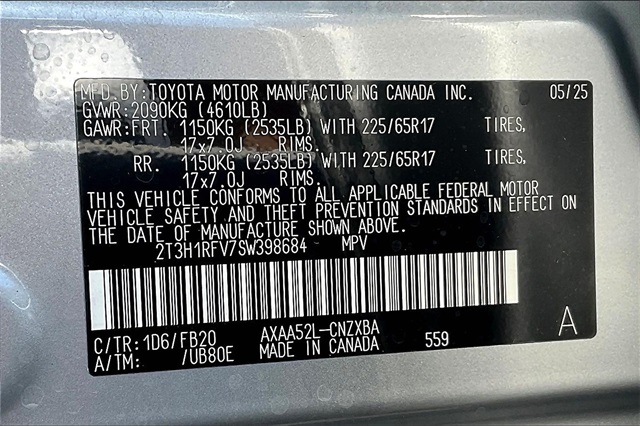 MFD.BY:TOYOTA MOTOR MANUFACTURING CANADA INC. 05/25
GVWR:2090KG (4610LB)
GAWR:FRT. 1150KG (2535LB) WITH 225/65R17 TIRES,
17x7.0J RIMS.
RR. 1150KG (2535LB) WITH 225/65R17 TIRES,
17x7.0J RIMS.
THIS VEHICLE CONFORMS TO ALL APPLICABLE FEDERAL MOTOR
VEHICLE SAFETY AND THEFT PREVENTION STANDARDS IN EFFECT ON
THE DATE OF MANUFACTURE SHOWN ABOVE.
2T3H1RFV7SW398684 MPV
C/TR:1D6/FB20 AXAA52L-CNZXBA
A/TM: /UB80E MADE IN CANADA 559 A